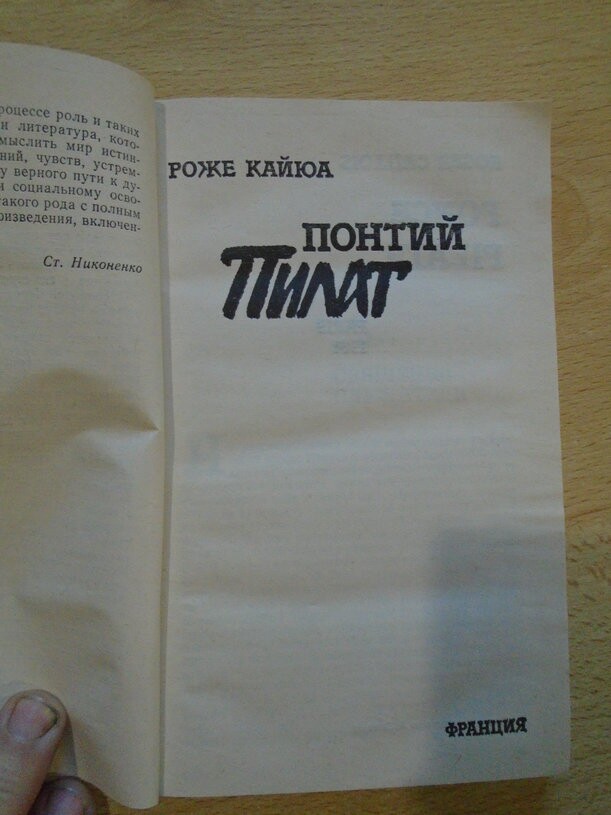 роцессе роль и таких
и литература, кото-
мыслить мир истин-
ний, чувств, устрем-
у верного пути к ду-
и социальному осво-
такого рода с полным
оизведения, включен-
Ст. Никоненко
РОЖЕ КАЙЮА
ПОНТИЙ
ПИЛАТ
ФРАНЦИЯ